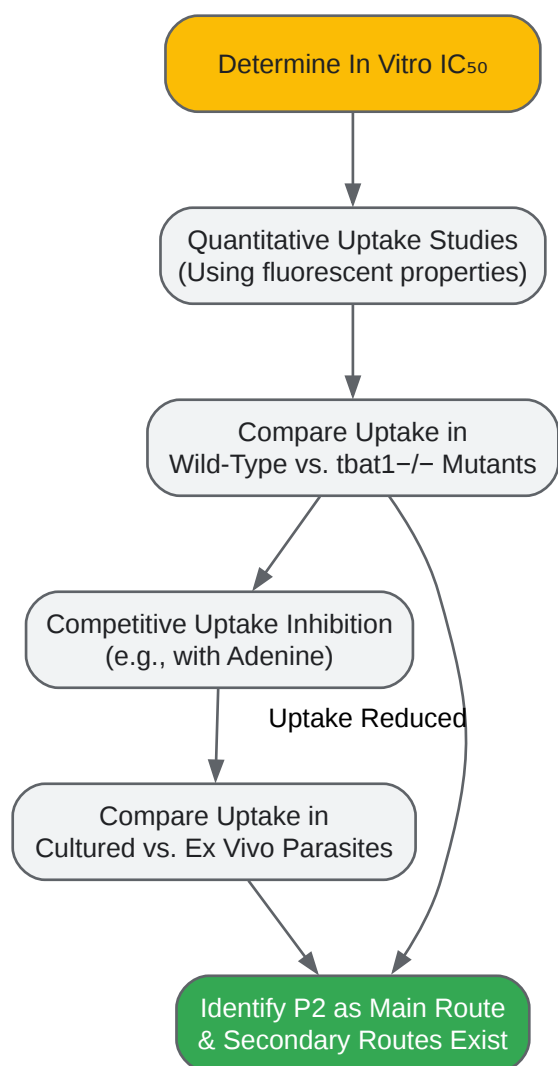 Determine In Vitro IC₅₀
Quantitative Uptake Studies
(Using fluorescent properties)
Compare Uptake in
Wild-Type vs. tbat1−/− Mutants
Competitive Uptake Inhibition
(e.g., with Adenine)
Uptake Reduced
Compare Uptake in
Cultured vs. Ex Vivo Parasites
Identify P2 as Main Route
& Secondary Routes Exist